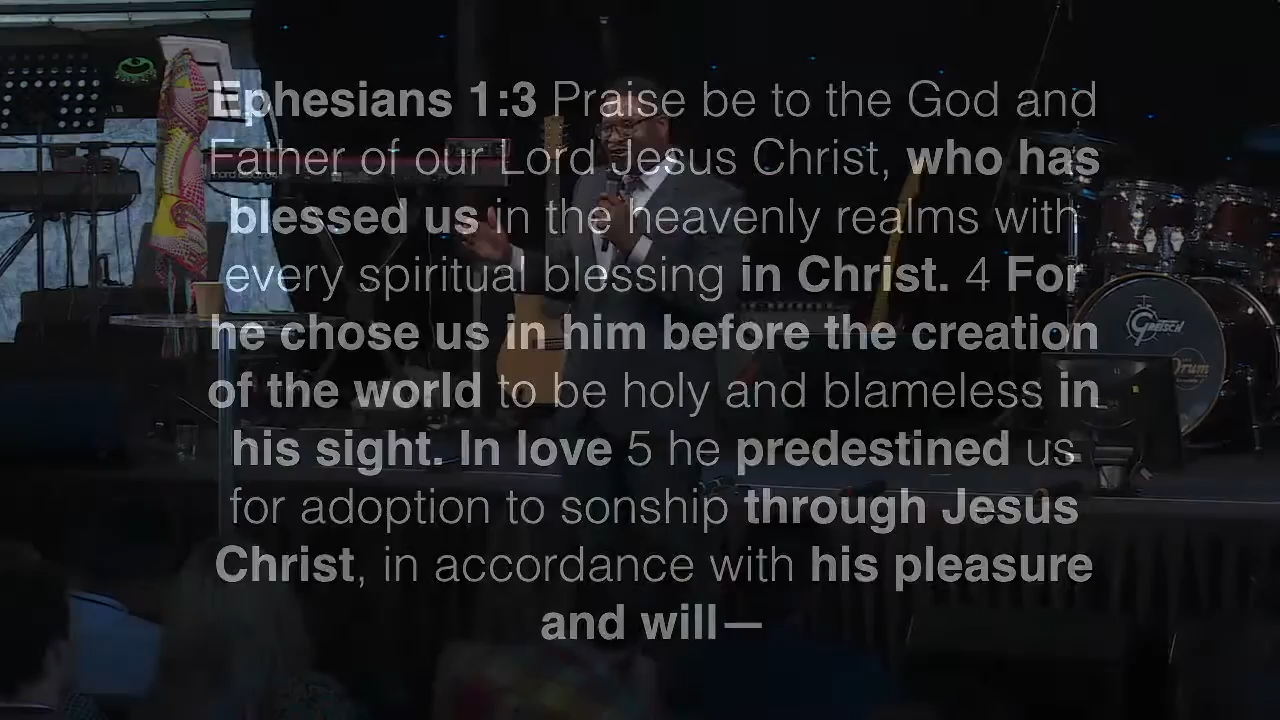 Ephesians 1:3 Praise be to the God and
Father of our Lord Jesus Christ, who has
blessed us in the heavenly realms with
every spiritual blessing in Christ. 4 For
he chose us in him before the creation
of the world to be holy and blameless in
his sight. In love 5 he predestined us
for adoption to sonship through Jesus
Christ, in accordance with his pleasure
and will—
GRETSCH
Drum